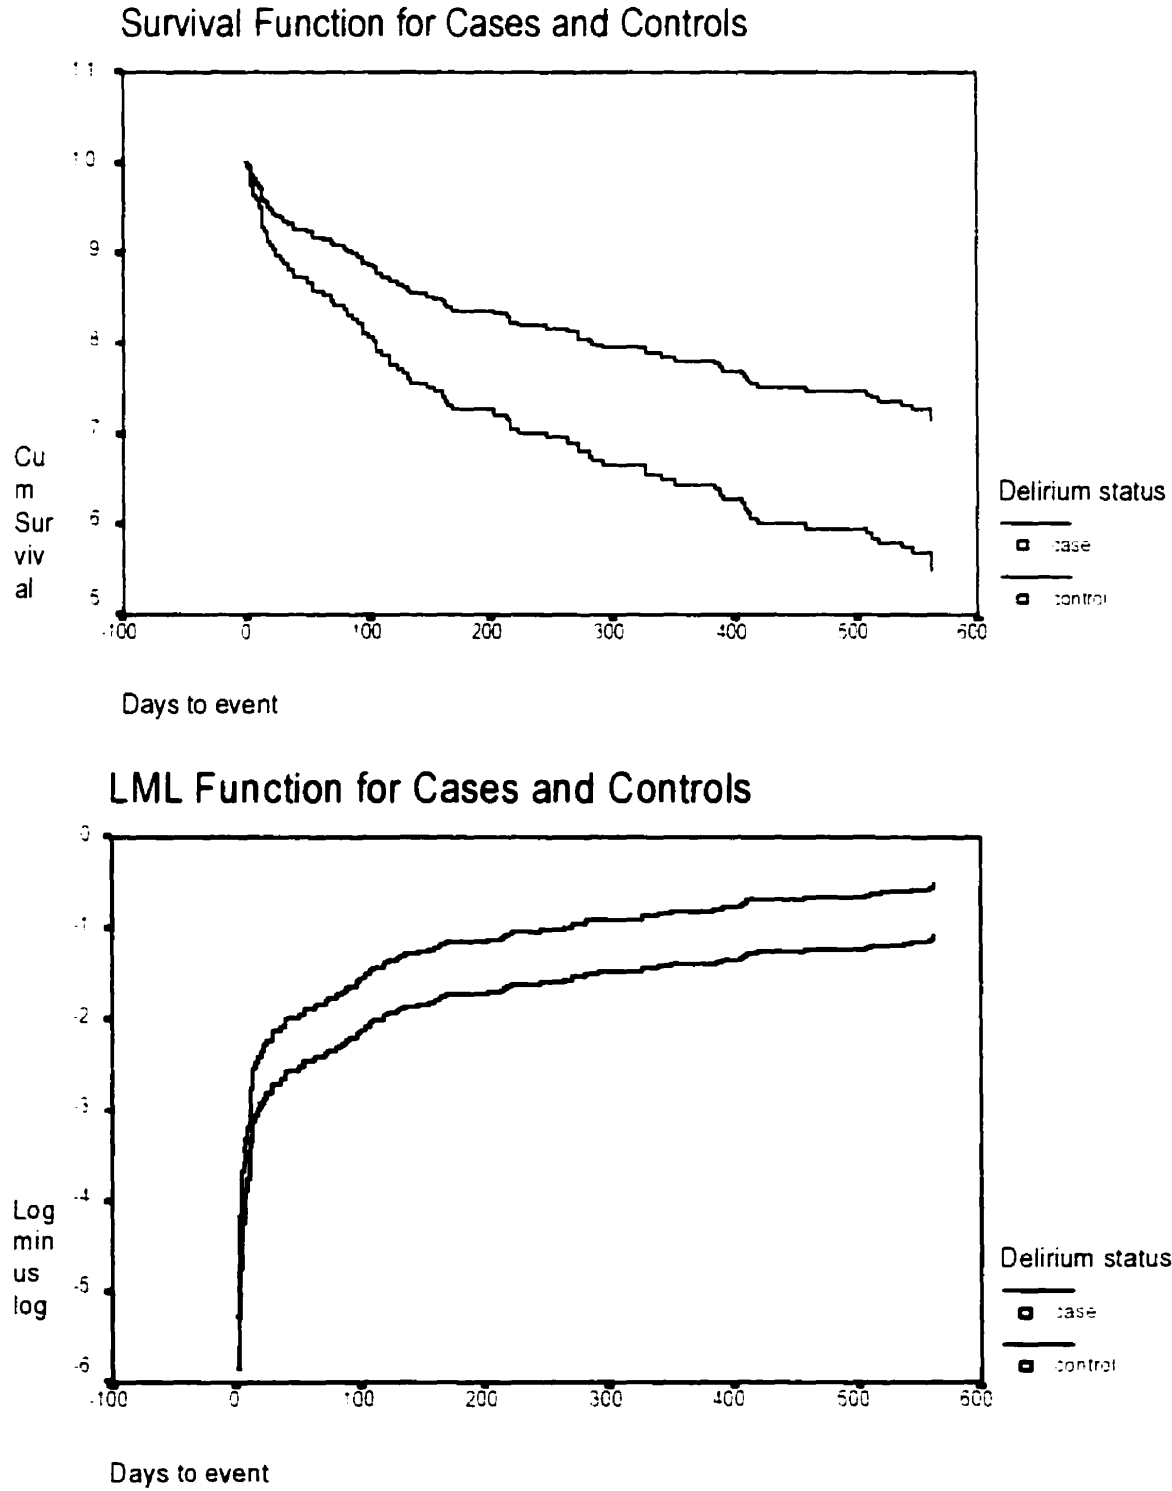 Survival Function for Cases and Controls
1.1
1.0
.9
.8
.7
.6
.5
Cu
m
Sur
viv
al
-100 0 100 200 300 400 500 600
Days to event
Delirium status
case
control
LML Function for Cases and Controls
0
-1
-2
-3
-4
-5
-6
Log
min
us
log
-100 0 100 200 300 400 500 600
Days to event
Delirium status
case
control